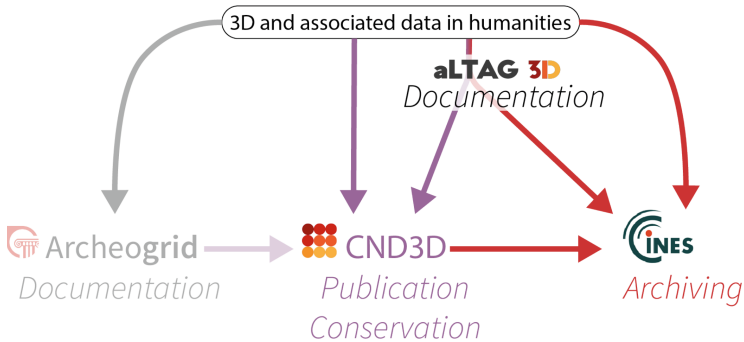 3D and associated data in humanities
aLTAG 3D
Documentation
Archeogrid
CND3D
CINES
Documentation
Publication
Archiving
Conservation